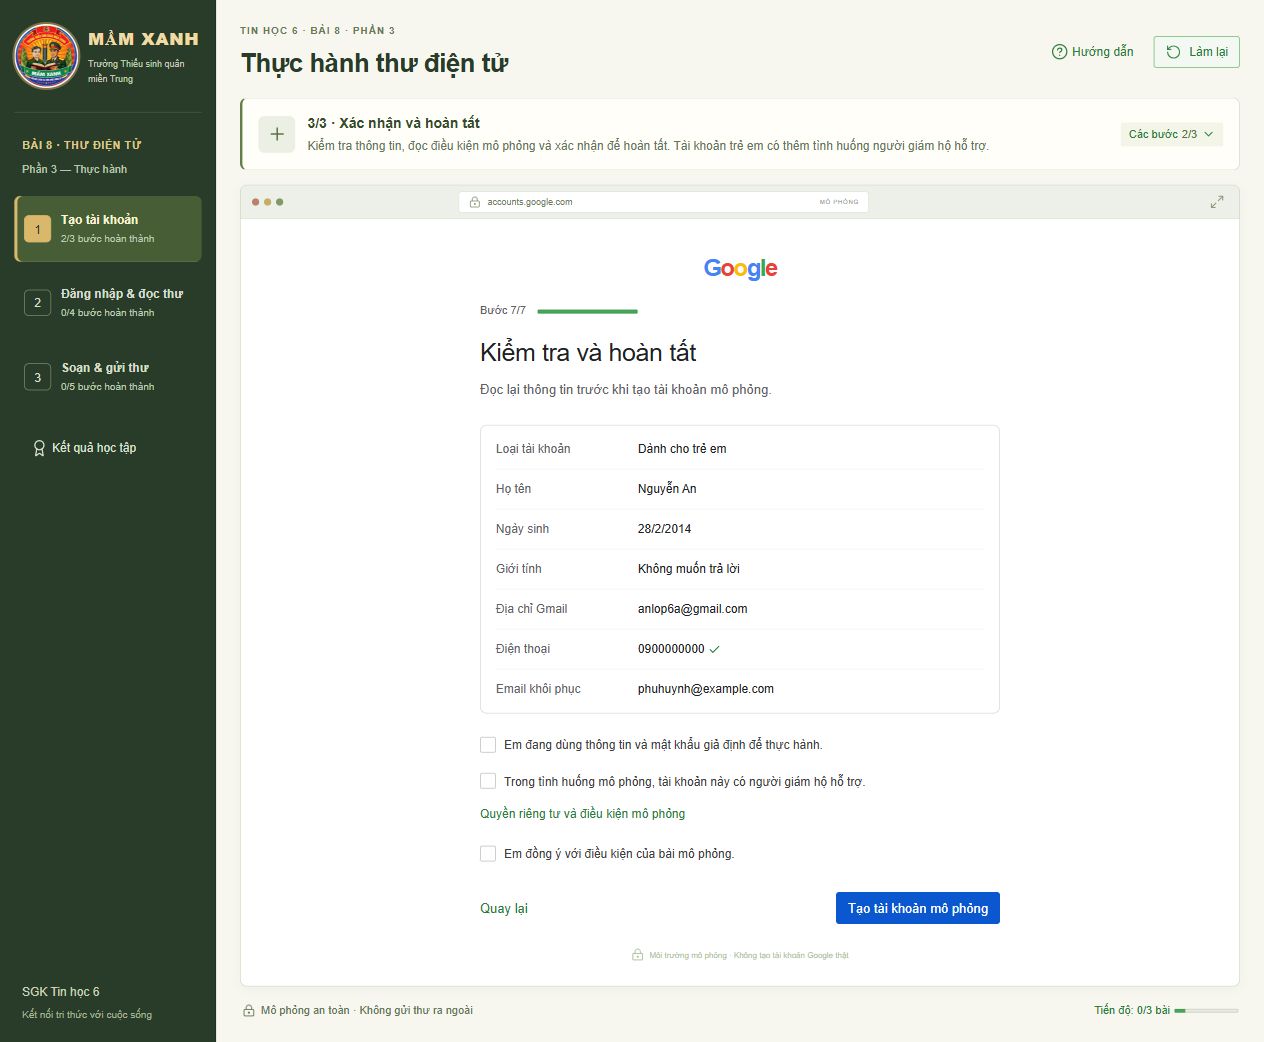 MẦM XANH
Trường Thiếu sinh quân
miền Trung
BÀI 8 · THƯ ĐIỆN TỬ
Phần 3 — Thực hành
1
Tạo tài khoản
2/3 bước hoàn thành
2
Đăng nhập & đọc thư
0/4 bước hoàn thành
3
Soạn & gửi thư
0/5 bước hoàn thành
Kết quả học tập
SGK Tin học 6
Kết nối tri thức với cuộc sống
TIN HỌC 6 · BÀI 8 · PHẦN 3
Thực hành thư điện tử
Hướng dẫn
Làm lại
3/3 · Xác nhận và hoàn tất
Kiểm tra thông tin, đọc điều kiện mô phỏng và xác nhận để hoàn tất. Tài khoản trẻ em có thêm tình huống người giám hộ hỗ trợ.
Các bước 2/3
accounts.google.com
MÔ PHỎNG
Google
Bước 7/7
Kiểm tra và hoàn tất
Đọc lại thông tin trước khi tạo tài khoản mô phỏng.
Loại tài khoản Dành cho trẻ em
Họ tên Nguyễn An
Ngày sinh 28/2/2014
Giới tính Không muốn trả lời
Địa chỉ Gmail anlop6a@gmail.com
Điện thoại 0900000000 ✓
Email khôi phục phuhuynh@example.com
Em đang dùng thông tin và mật khẩu giả định để thực hành.
Trong tình huống mô phỏng, tài khoản này có người giám hộ hỗ trợ.
Quyền riêng tư và điều kiện mô phỏng
Em đồng ý với điều kiện của bài mô phỏng.
Quay lại
Tạo tài khoản mô phỏng
Môi trường mô phỏng · Không tạo tài khoản Google thật
Mô phỏng an toàn · Không gửi thư ra ngoài
Tiến độ: 0/3 bài